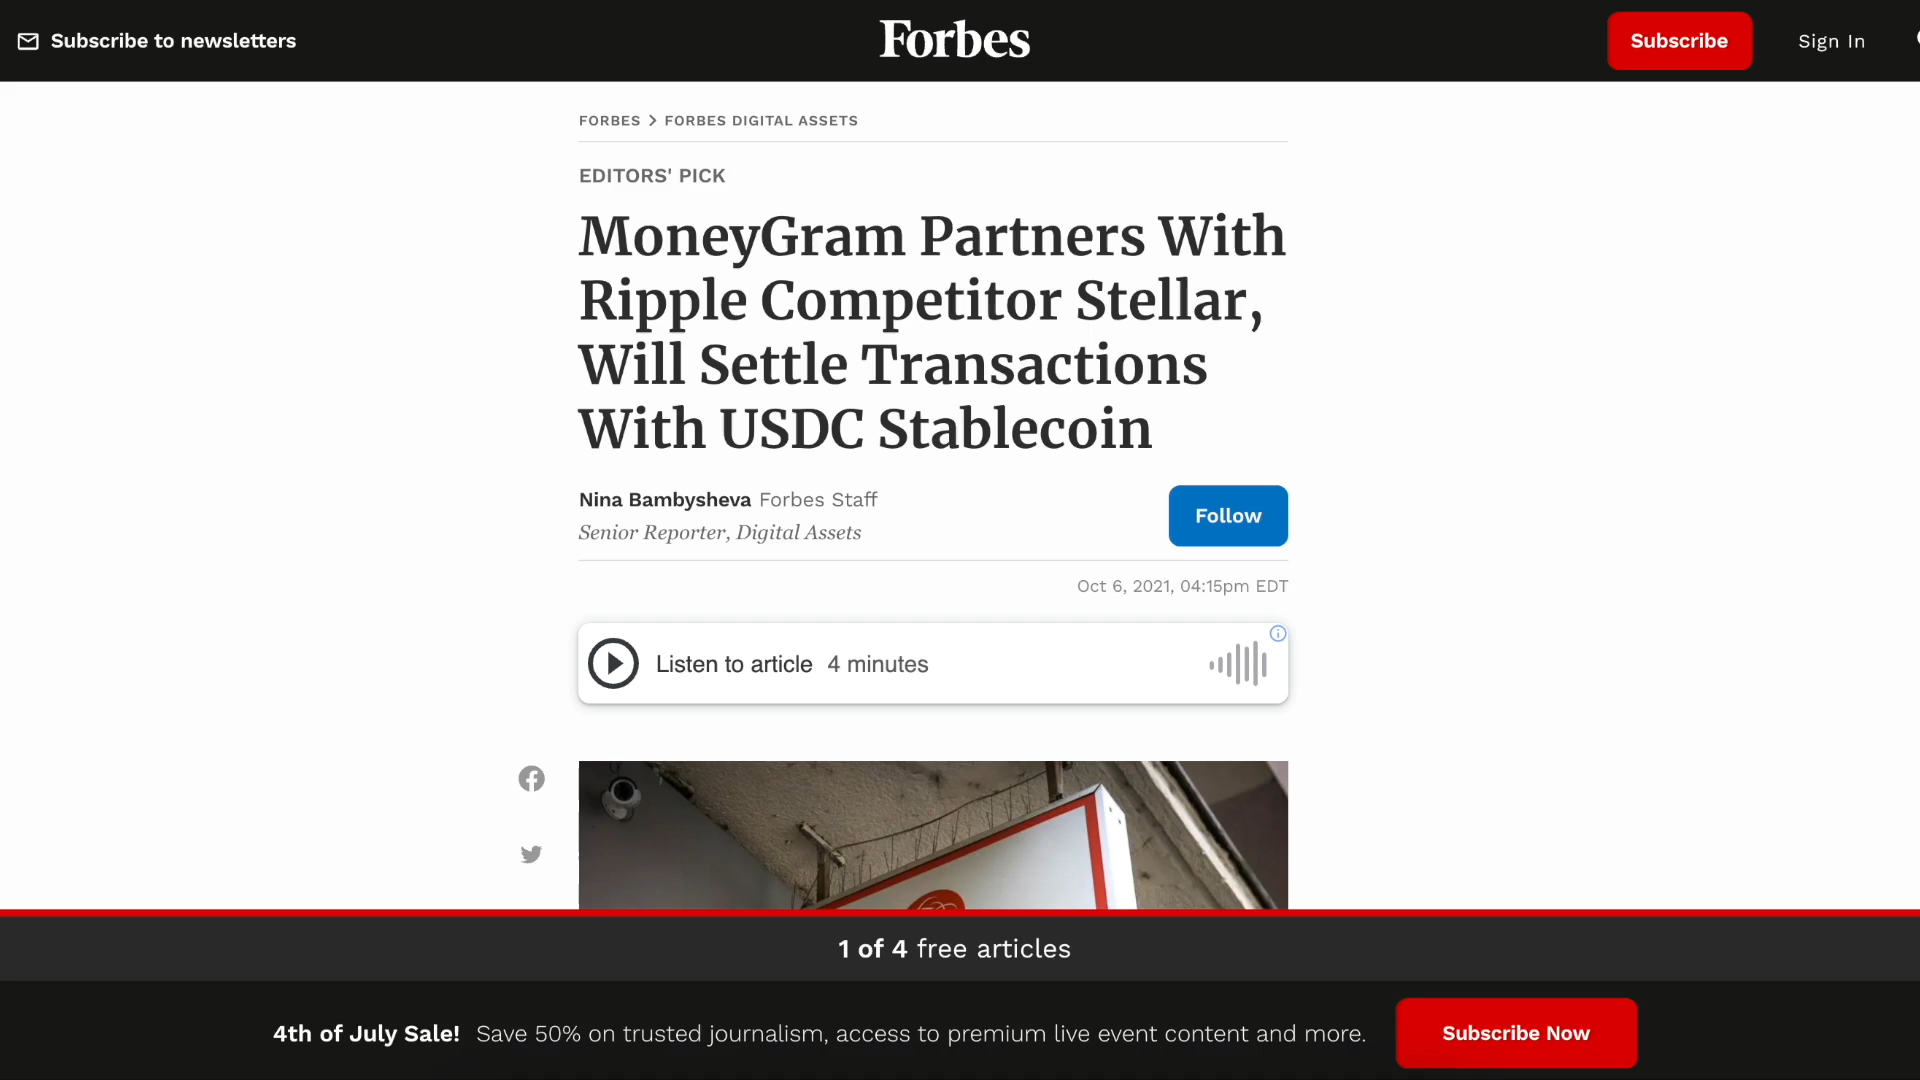 Subscribe to newsletters
Forbes
Subscribe
Sign In
FORBES > FORBES DIGITAL ASSETS
EDITORS' PICK
MoneyGram Partners With
Ripple Competitor Stellar,
Will Settle Transactions
With USDC Stablecoin
Nina Bambysheva Forbes Staff
Senior Reporter, Digital Assets
Follow
Oct 6, 2021, 04:15pm EDT
Listen to article 4 minutes
1 of 4 free articles
4th of July Sale! Save 50% on trusted journalism, access to premium live event content and more.
Subscribe Now